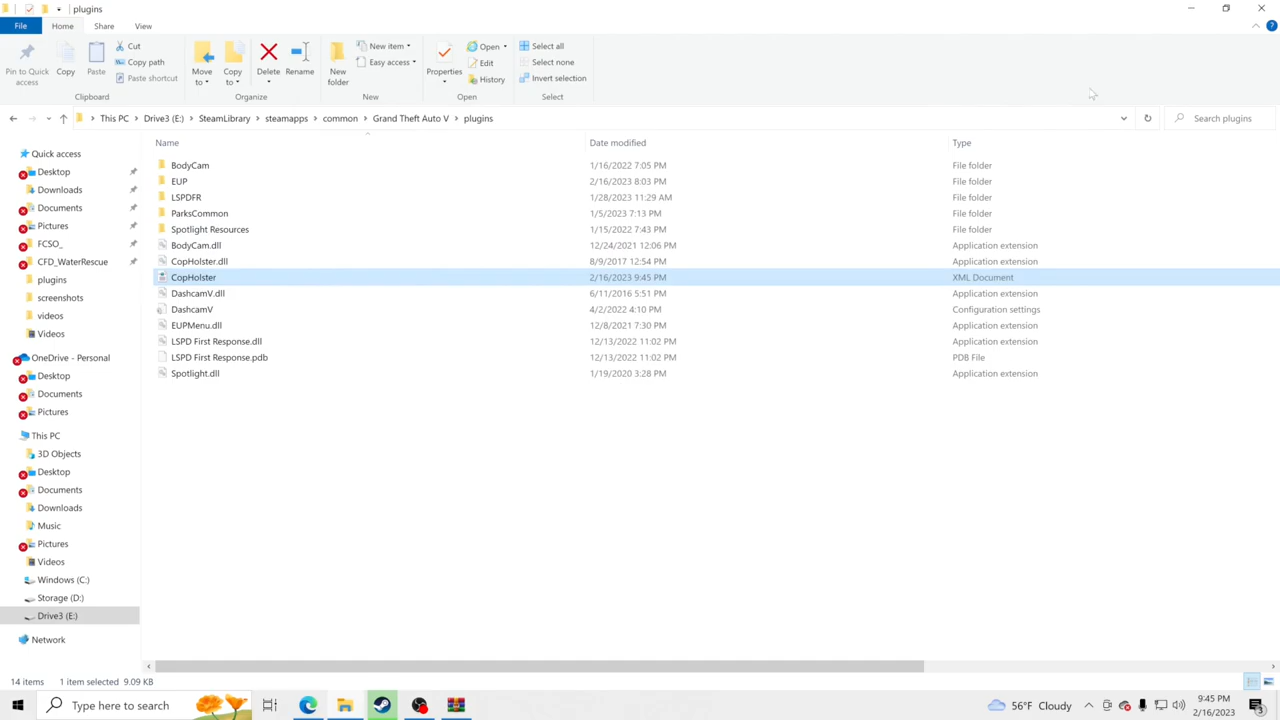 plugins
File Home Share View
Pin to Quick access
Copy
Paste
Cut
Copy path
Paste shortcut
Clipboard
Move to
Copy to
Delete
Rename
Organize
New folder
New item
Easy access
New
Properties
Open
Edit
History
Open
Select all
Select none
Invert selection
Select
This PC > Drive3 (E:) > SteamLibrary > steamapps > common > Grand Theft Auto V > plugins
Search plugins
Name Date modified Type
BodyCam 1/16/2022 7:05 PM File folder
EUP 2/16/2023 8:03 PM File folder
LSPDFR 1/28/2023 11:29 AM File folder
ParksCommon 1/5/2023 7:13 PM File folder
Spotlight Resources 1/15/2022 7:43 PM File folder
BodyCam.dll 12/24/2021 12:06 PM Application extension
CopHolster.dll 8/9/2017 12:54 PM Application extension
CopHolster 2/16/2023 9:45 PM XML Document
DashcamV.dll 6/11/2016 5:51 PM Application extension
DashcamV 4/2/2022 4:10 PM Configuration settings
EUPMenu.dll 12/8/2021 7:30 PM Application extension
LSPD First Response.dll 12/13/2022 11:02 PM Application extension
LSPD First Response.pdb 12/13/2022 11:02 PM PDB File
Spotlight.dll 1/19/2020 3:28 PM Application extension
Quick access
Desktop
Downloads
Documents
Pictures
FCSO_
CFD_WaterRescue
plugins
screenshots
videos
Videos
OneDrive - Personal
Desktop
Documents
Pictures
This PC
3D Objects
Desktop
Documents
Downloads
Music
Pictures
Videos
Windows (C:)
Storage (D:)
Drive3 (E:)
Network
14 items 1 item selected 9.09 KB
Type here to search
56°F Cloudy
9:45 PM
2/16/2023
3